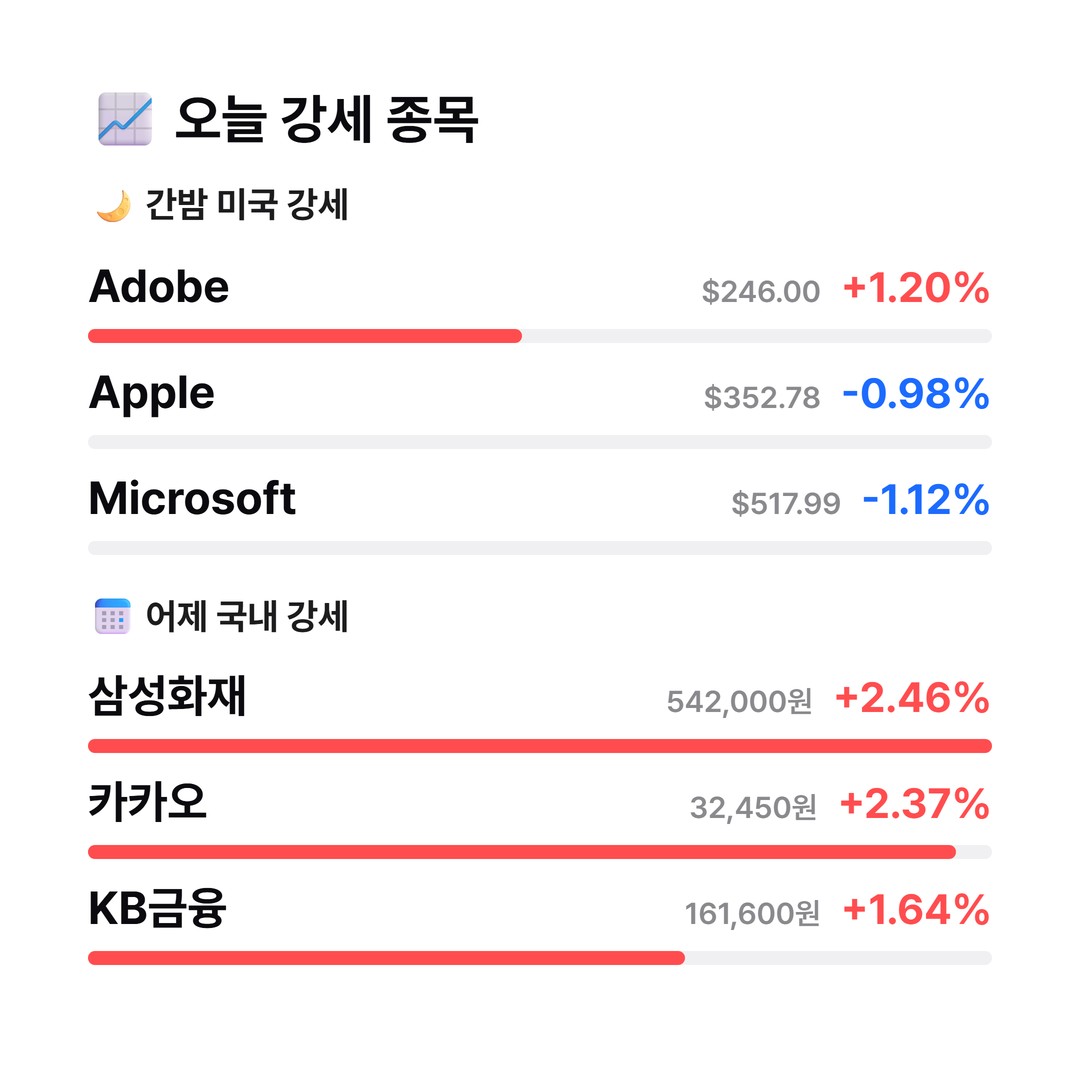 오늘 강세 종목
간밤 미국 강세
Adobe $246.00 +1.20%
Apple $352.78 -0.98%
Microsoft $517.99 -1.12%
어제 국내 강세
삼성화재 542,000원 +2.46%
카카오 32,450원 +2.37%
KB금융 161,600원 +1.64%